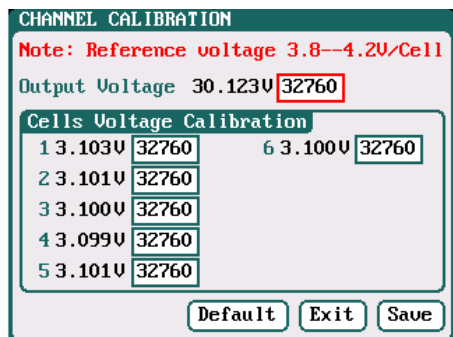 CHANNEL CALIBRATION
Note: Reference voltage 3.8--4.2V/Cell
Output Voltage 30.123V 32760
Cells Voltage Calibration
1 3.103V 32760 6 3.100V 32760
2 3.101V 32760
3 3.100V 32760
4 3.099V 32760
5 3.101V 32760
Default Exit Save